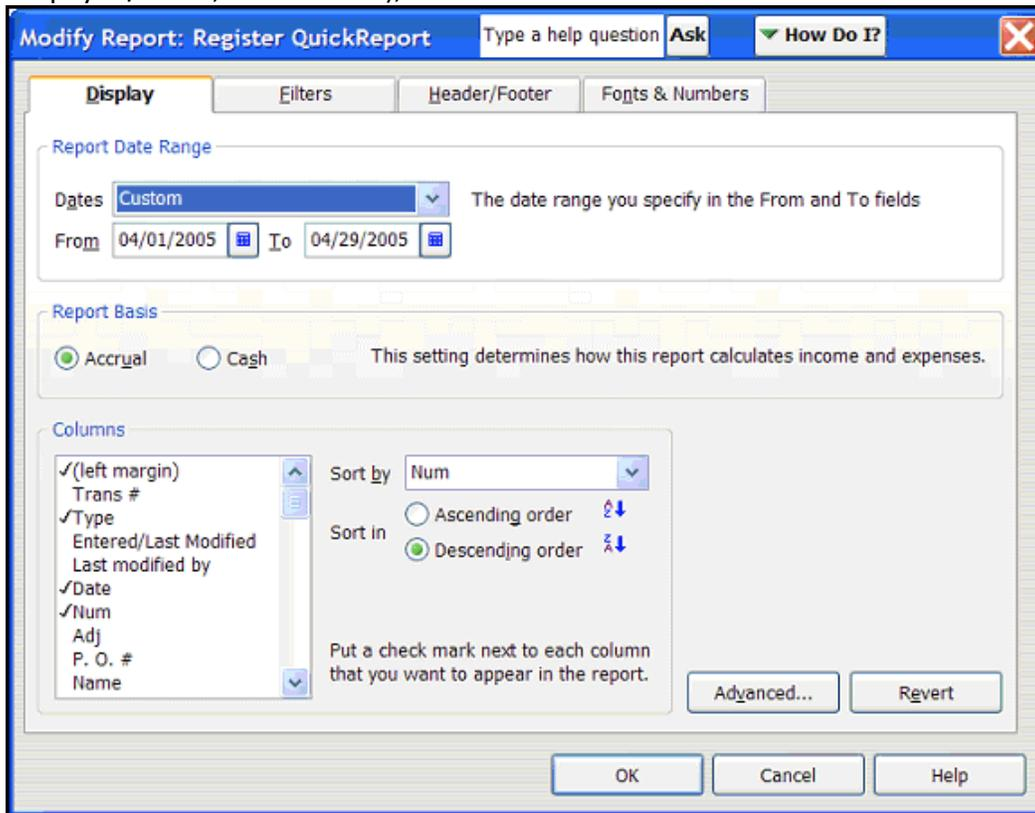 Modify Report: Register QuickReport Type a help question Ask How Do I?
Display Filters Header/Footer Fonts & Numbers
Report Date Range
Dates Custom The date range you specify in the From and To fields
From 04/01/2005 To 04/29/2005
Report Basis
Accrual Cash This setting determines how this report calculates income and expenses.
Columns
✓(left margin)
Trans #
✓Type
Entered/Last Modified
Last modified by
✓Date
✓Num
Adj
P. O. #
Name
Sort by Num
Sort in
Ascending order
Descending order
Put a check mark next to each column
that you want to appear in the report.
Advanced... Revert
OK Cancel Help